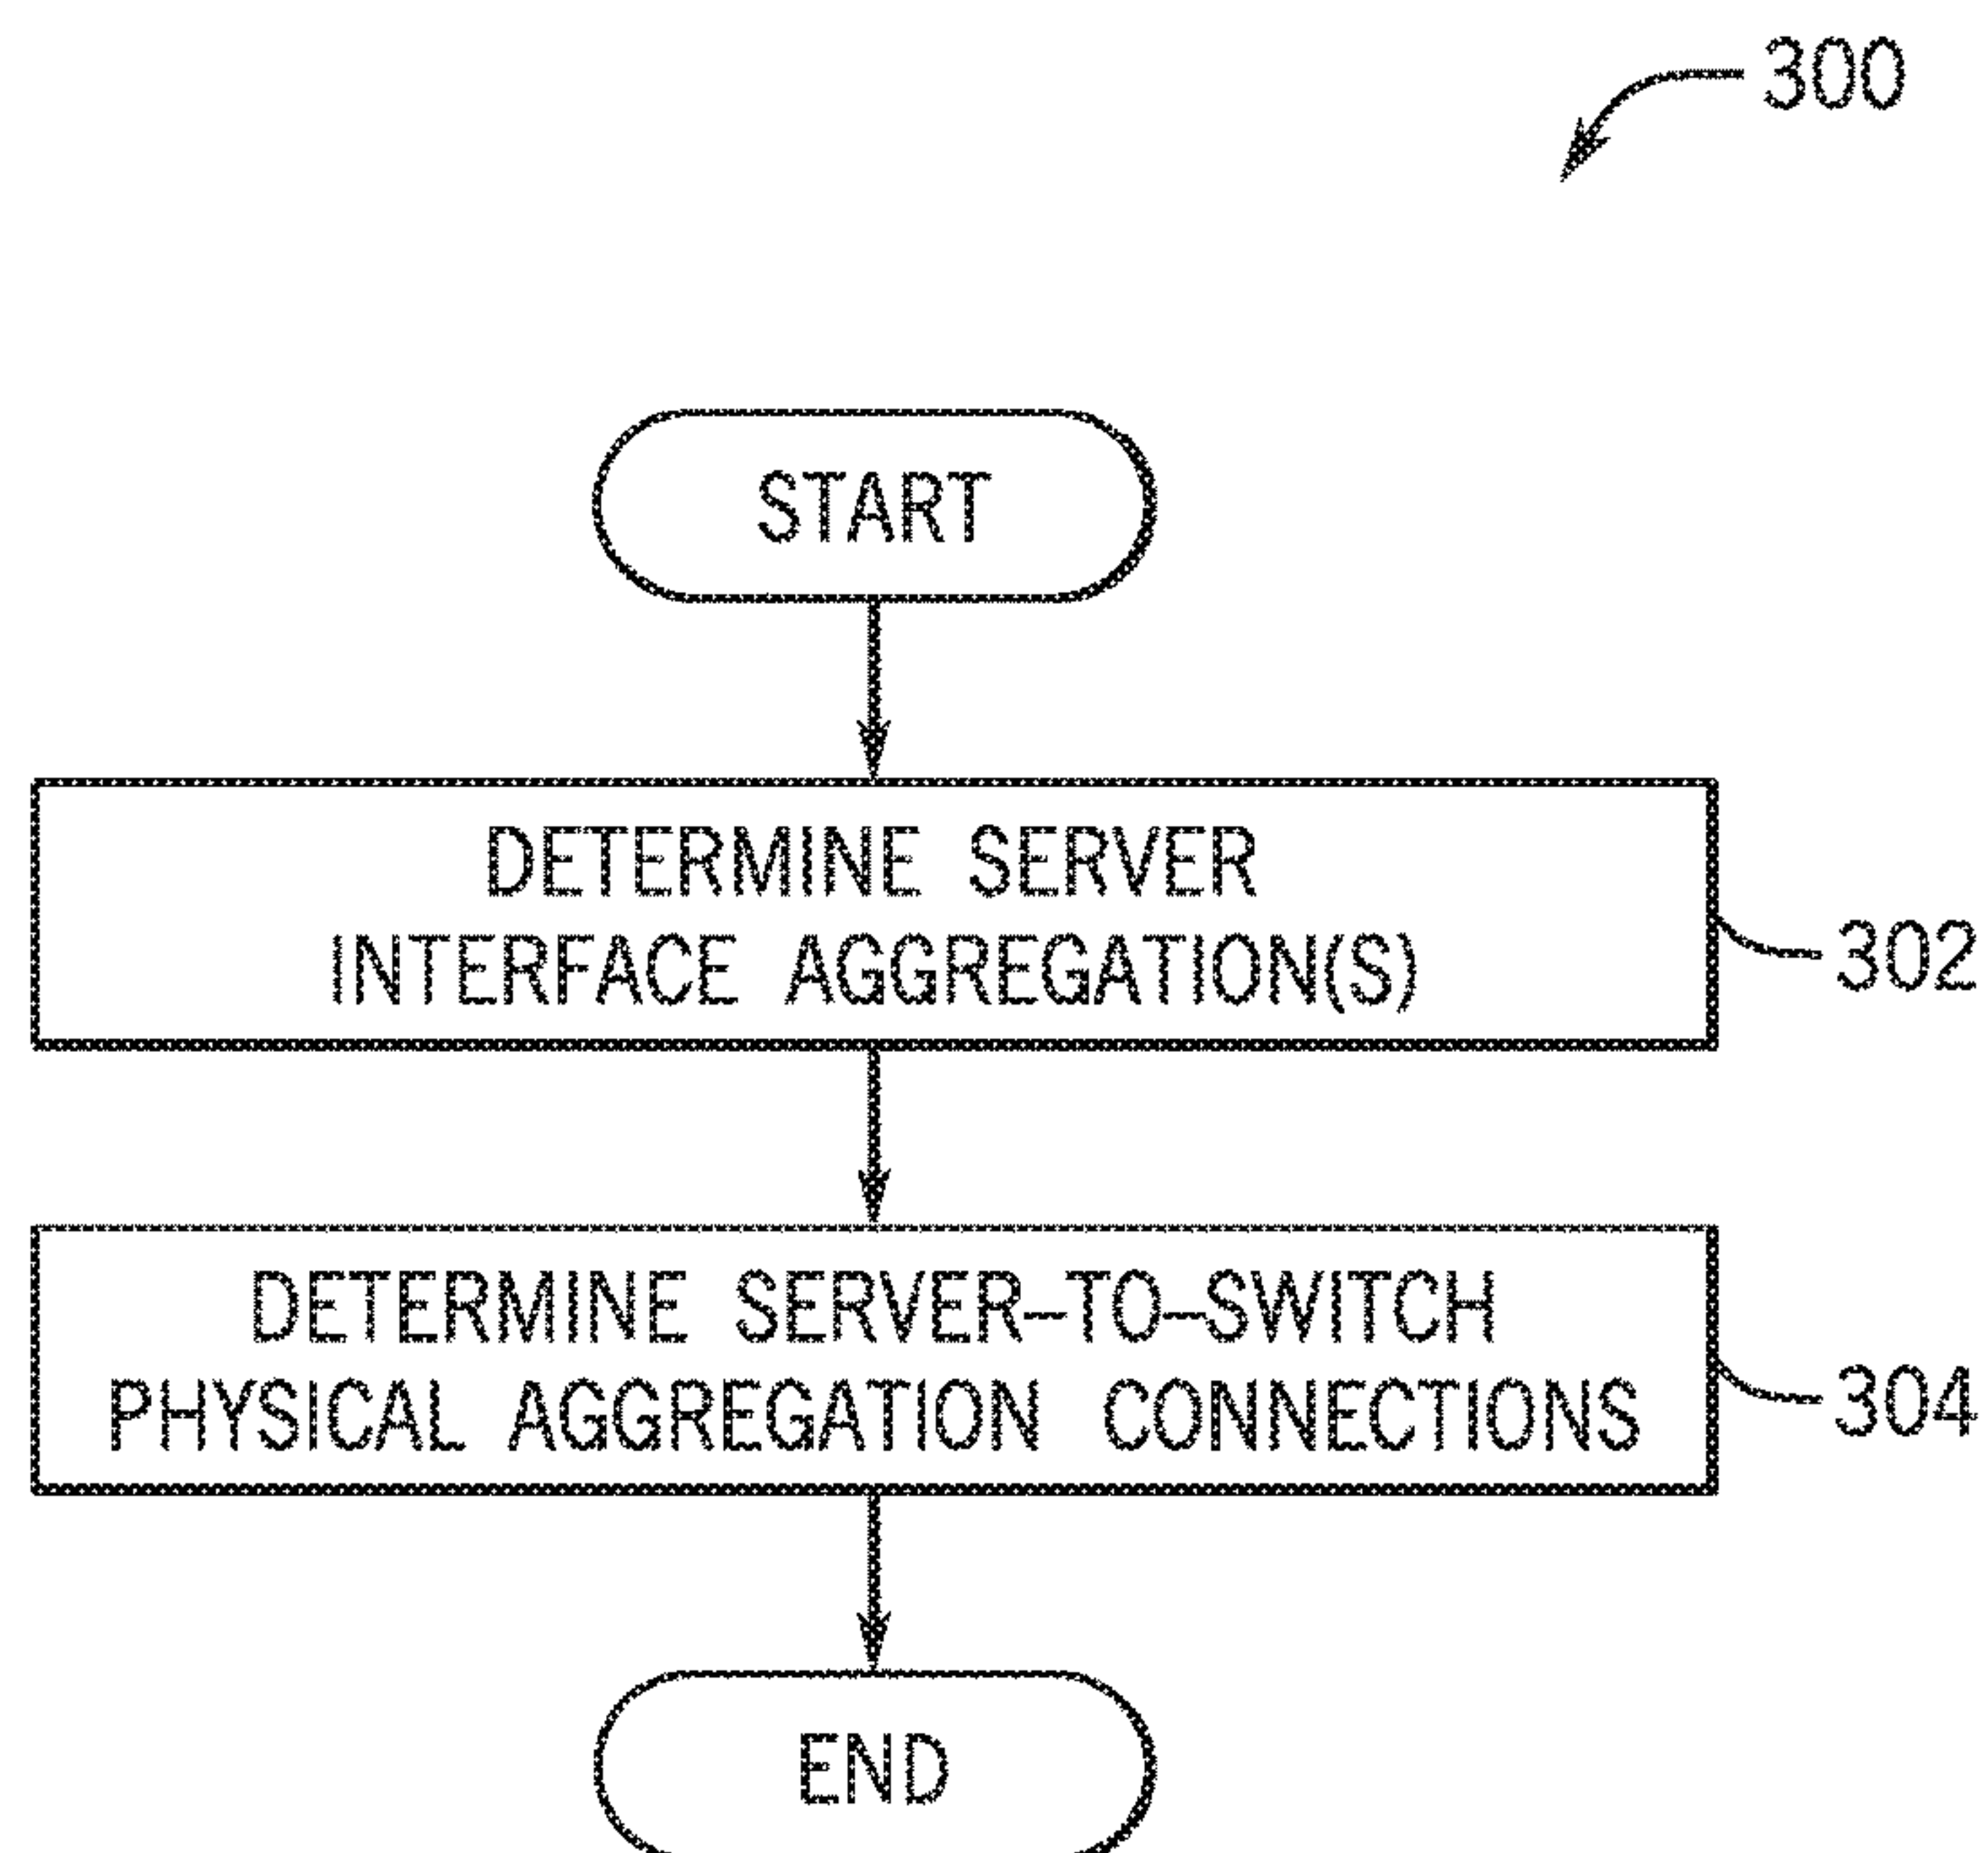 300
START
DETERMINE SERVER
INTERFACE AGGREGATION(S)
302
DETERMINE SERVER-TO-SWITCH
PHYSICAL AGGREGATION CONNECTIONS
304
END